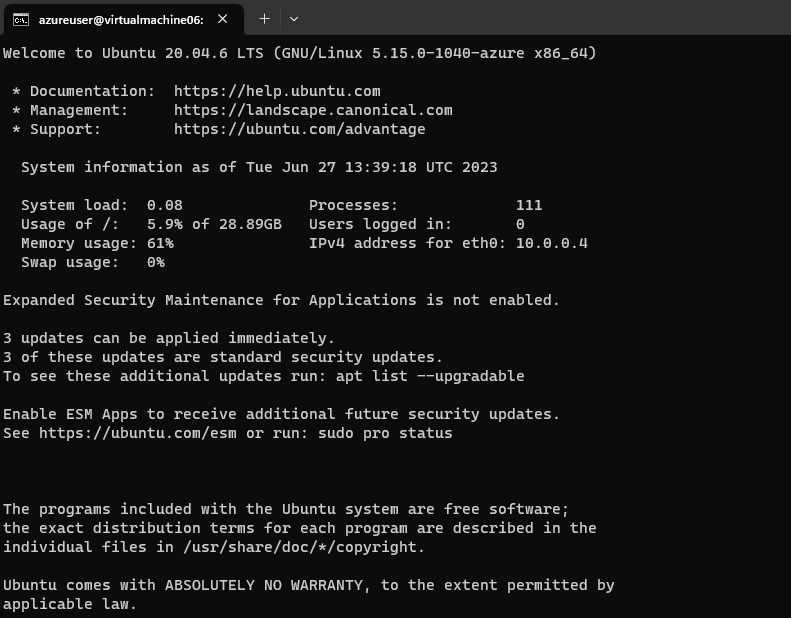 azureuser@virtualmachine06:
Welcome to Ubuntu 20.04.6 LTS (GNU/Linux 5.15.0-1040-azure x86_64)
* Documentation:  https://help.ubuntu.com
* Management:     https://landscape.canonical.com
* Support:        https://ubuntu.com/advantage
System information as of Tue Jun 27 13:39:18 UTC 2023
System load:  0.08              Processes:             111
Usage of /:   5.9% of 28.89GB   Users logged in:       0
Memory usage: 61%               IPv4 address for eth0: 10.0.0.4
Swap usage:   0%
Expanded Security Maintenance for Applications is not enabled.
3 updates can be applied immediately.
3 of these updates are standard security updates.
To see these additional updates run: apt list --upgradable
Enable ESM Apps to receive additional future security updates.
See https://ubuntu.com/esm or run: sudo pro status
The programs included with the Ubuntu system are free software;
the exact distribution terms for each program are described in the
individual files in /usr/share/doc/*/copyright.
Ubuntu comes with ABSOLUTELY NO WARRANTY, to the extent permitted by
applicable law.